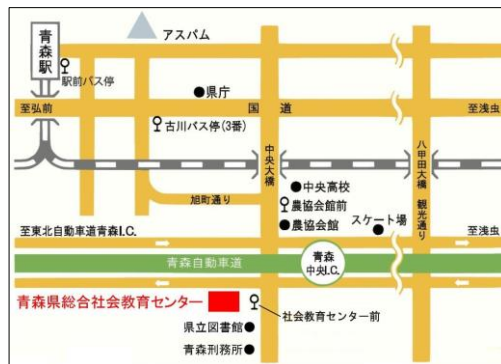 青森駅
アスパム
駅前バス停
県庁
至弘前
国道
至浅虫
古川バス停(3番)
中央大橋
八甲田大橋 観光通り
中央高校
旭町通り
農協会館前
スケート場
至東北自動車道青森I.C.
農協会館
至浅虫
青森自動車道
青森中央I.C.
青森県総合社会教育センター
社会教育センター前
県立図書館
青森刑務所